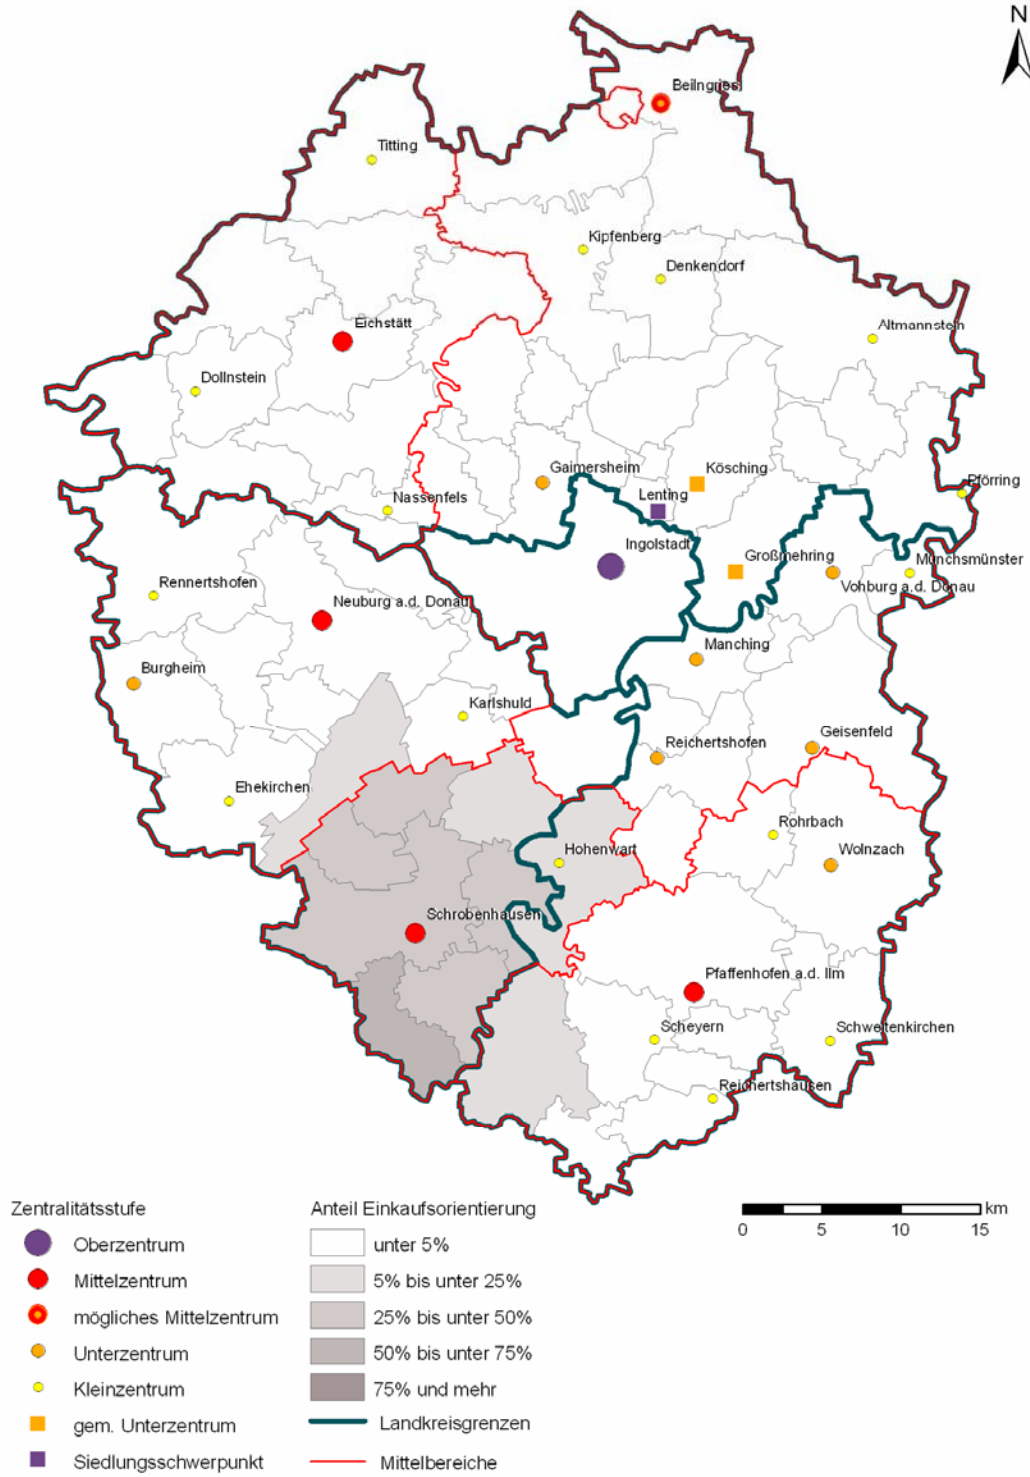 N
Beilngries
Titting
Kipfenberg
Denkendorf
Eichstätt
Altmannstein
Dollnstein
Gaimersheim
Kösching
Nassenfels
Lenting
Pförring
Ingolstadt
Großmehring
Münchsmünster
Rennertshofen
Vohburg a.d. Donau
Neuburg a.d. Donau
Manching
Burgheim
Karlshuld
Reichertshofen
Geisenfeld
Ehekirchen
Rohrbach
Hohenwart
Wolnzach
Schrobenhausen
Pfaffenhofen a.d. Ilm
Scheyern
Schweitenkirchen
Reichertshausen
Zentralitätsstufe
Oberzentrum
Mittelzentrum
mögliches Mittelzentrum
Unterzentrum
Kleinzentrum
gem. Unterzentrum
Siedlungsschwerpunkt
Anteil Einkaufsorientierung
unter 5%
5% bis unter 25%
25% bis unter 50%
50% bis unter 75%
75% und mehr
Landkreisgrenzen
Mittelbereiche
km
0 5 10 15